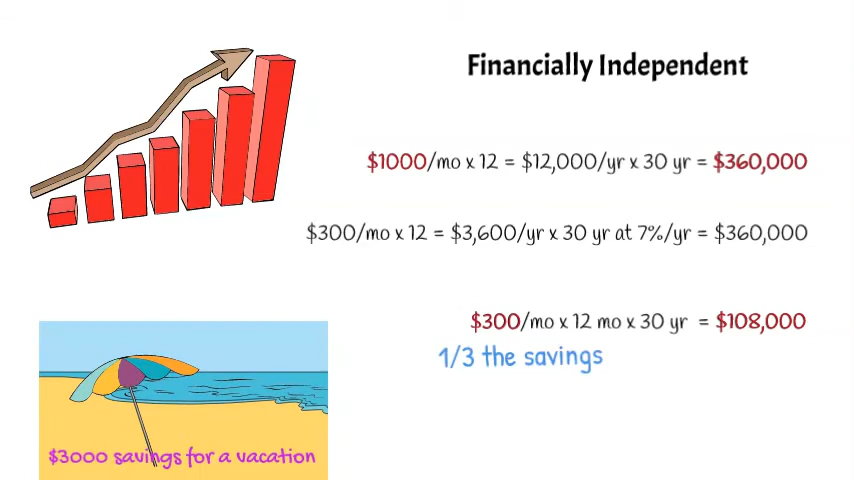 Financially Independent
$1000/mo x 12 = $12,000/yr x 30 yr = $360,000
$300/mo x 12 = $3,600/yr x 30 yr at 7%/yr = $360,000
$300/mo x 12 mo x 30 yr = $108,000
1/3 the savings
$3000 savings for a vacation